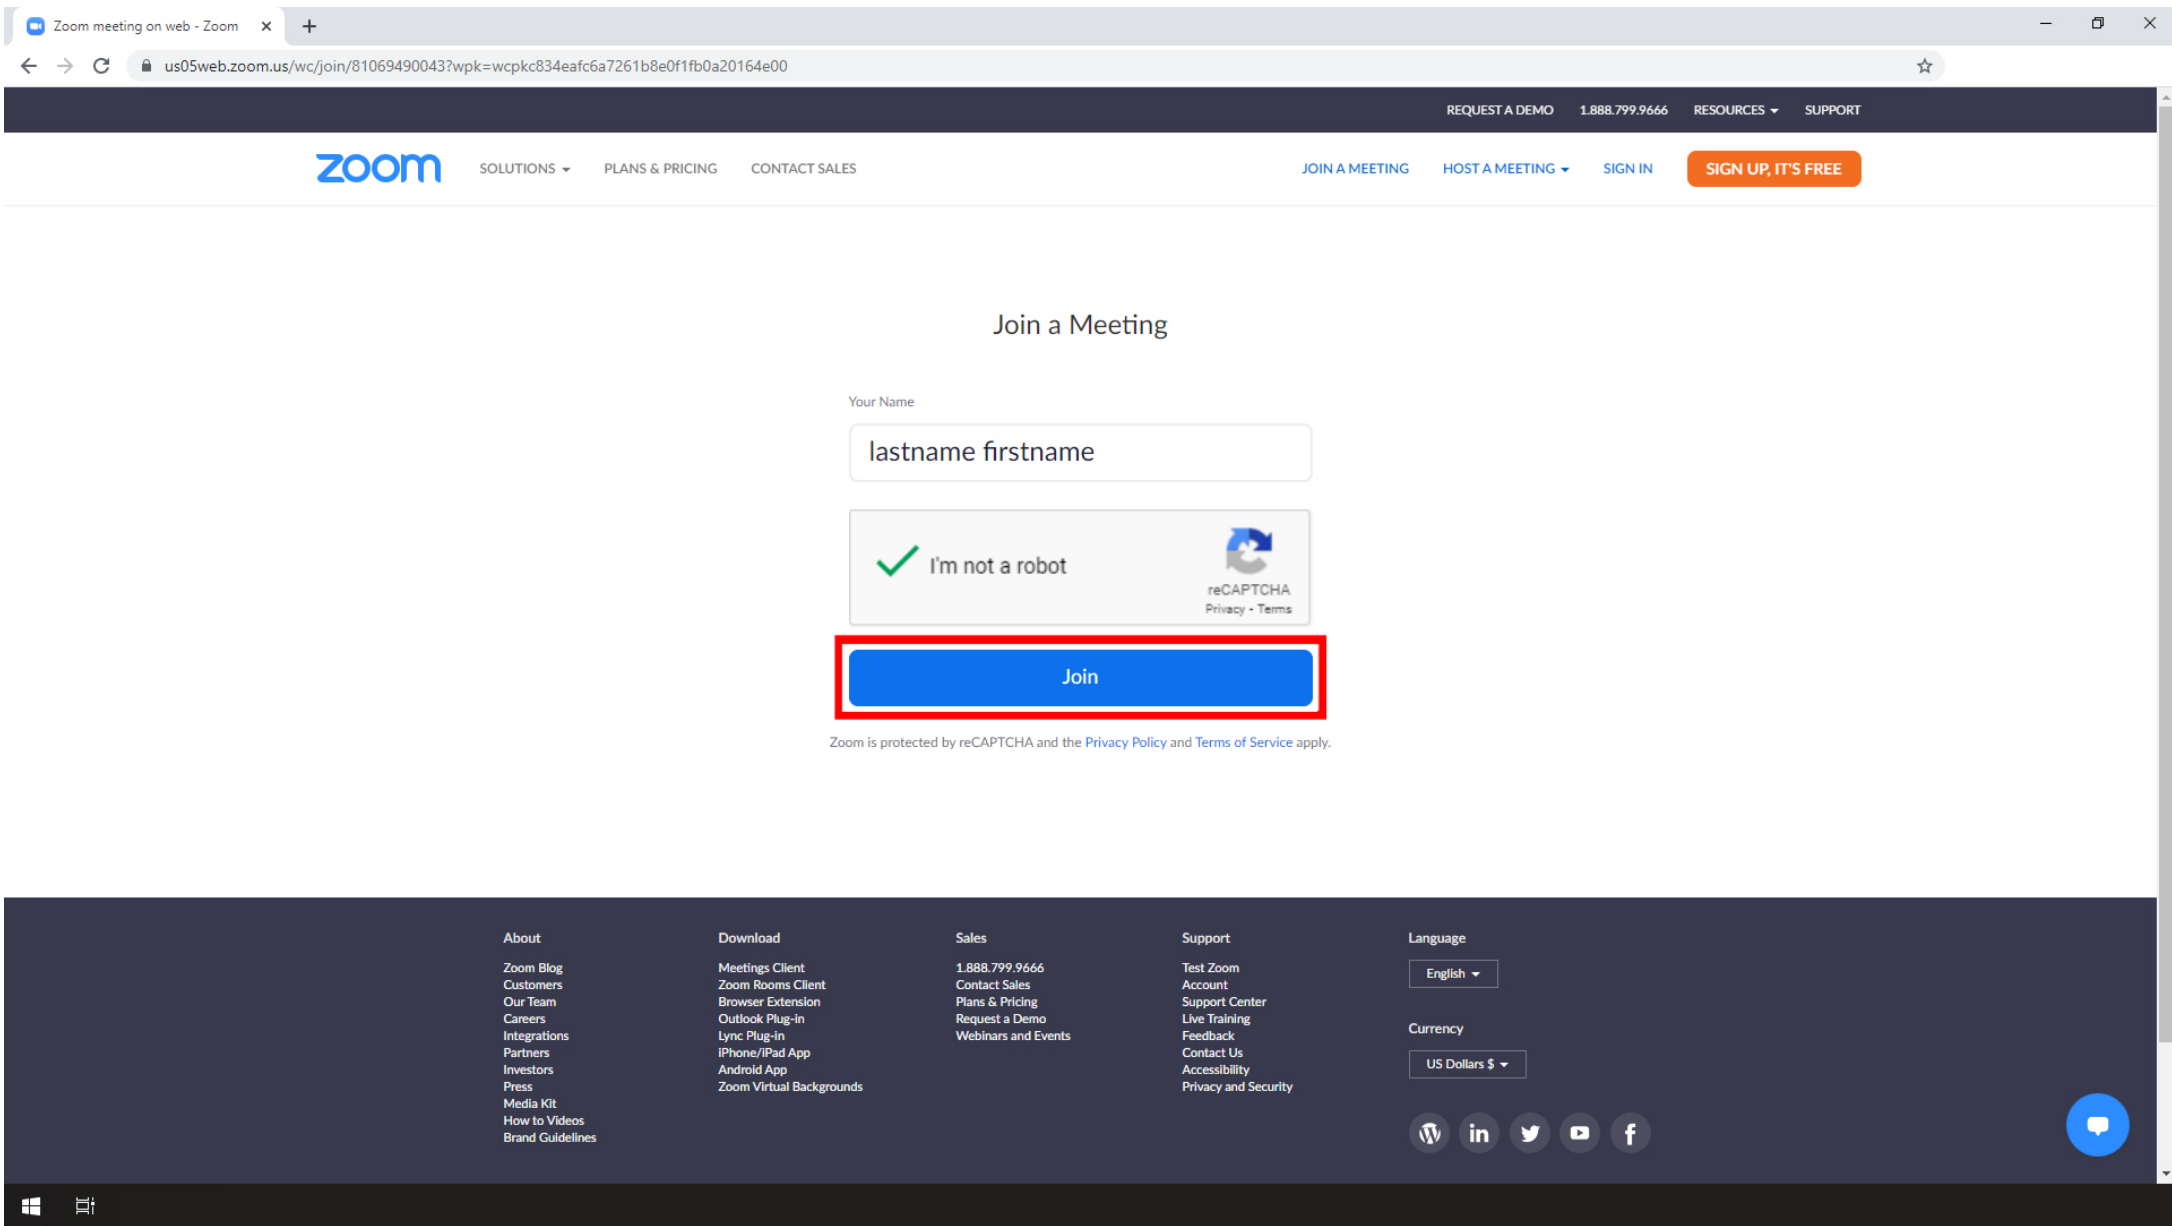 Zoom meeting on web - Zoom
us05web.zoom.us/wc/join/81069490043?wpk=wcpkc834eafc6a7261b8e0f1fb0a20164e00
REQUEST A DEMO 1.888.799.9666 RESOURCES SUPPORT
zoom SOLUTIONS PLANS & PRICING CONTACT SALES JOIN A MEETING HOST A MEETING SIGN IN SIGN UP, IT'S FREE
Join a Meeting
Your Name
lastname firstname
I'm not a robot
reCAPTCHA
Privacy - Terms
Join
Zoom is protected by reCAPTCHA and the Privacy Policy and Terms of Service apply.
About
Zoom Blog
Customers
Our Team
Careers
Integrations
Partners
Investors
Press
Media Kit
How to Videos
Brand Guidelines
Download
Meetings Client
Zoom Rooms Client
Browser Extension
Outlook Plug-in
Lync Plug-in
iPhone/iPad App
Android App
Zoom Virtual Backgrounds
Sales
1.888.799.9666
Contact Sales
Plans & Pricing
Request a Demo
Webinars and Events
Support
Test Zoom
Account
Support Center
Live Training
Feedback
Contact Us
Accessibility
Privacy and Security
Language
English
Currency
US Dollars $